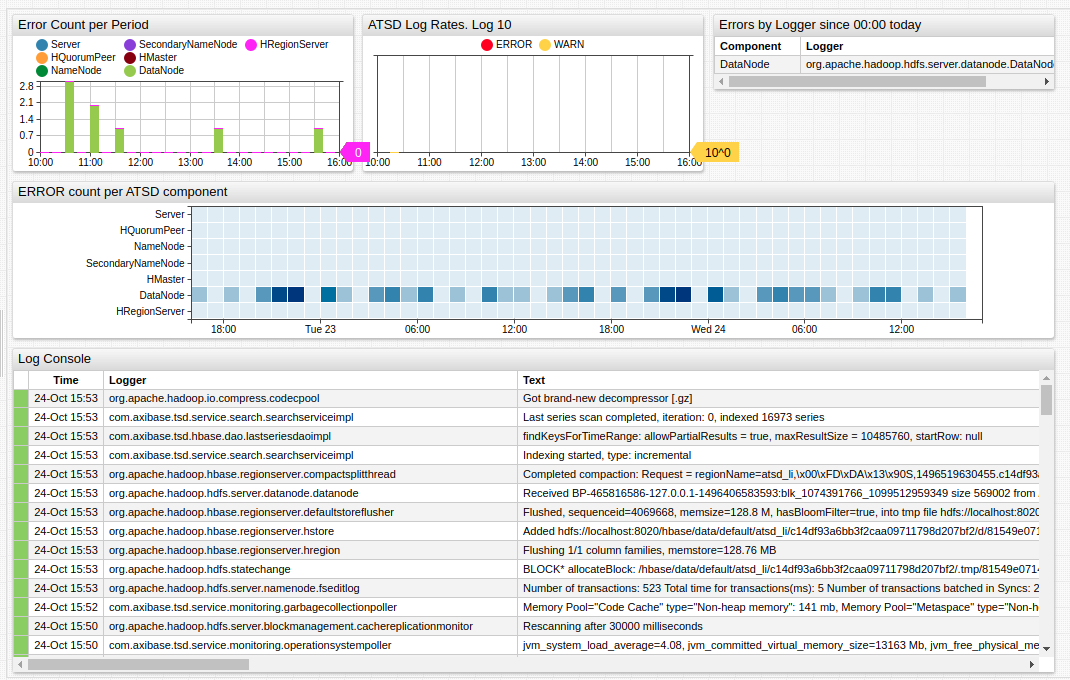 Error Count per Period
Server SecondaryNameNode HRegionServer
HQuorumPeer HMaster
NameNode DataNode
2.8
2.1
1.4
0.7
0
10:00 11:00 12:00 13:00 14:00 15:00 16:00
0
ATSD Log Rates. Log 10
ERROR WARN
10:00 11:00 12:00 13:00 14:00 15:00 16:00
10^0
Errors by Logger since 00:00 today
Component Logger
DataNode org.apache.hadoop.hdfs.server.datanode.DataNod
ERROR count per ATSD component
Server
HQuorumPeer
NameNode
SecondaryNameNode
HMaster
DataNode
HRegionServer
18:00 Tue 23 06:00 12:00 18:00 Wed 24 06:00 12:00
Log Console
Time Logger Text
24-Oct 15:53 org.apache.hadoop.io.compress.codecpool Got brand-new decompressor [.gz]
24-Oct 15:53 com.axibase.tsd.service.search.searchserviceimpl Last series scan completed, iteration: 0, indexed 16973 series
24-Oct 15:53 com.axibase.tsd.hbase.dao.lastseriesdaoimpl findKeysForTimeRange: allowPartialResults = true, maxResultSize = 10485760, startRow: null
24-Oct 15:53 com.axibase.tsd.service.search.searchserviceimpl Indexing started, type: incremental
24-Oct 15:53 org.apache.hadoop.hbase.regionserver.compactsplitthread Completed compaction: Request = regionName=atsd_li,\x00\xFD\xDA\x13\x90S,1496519630455.c14df93a
24-Oct 15:53 org.apache.hadoop.hdfs.server.datanode.datanode Received BP-465816586-127.0.0.1-1496406583593:blk_1074391766_1099512959349 size 569002 from
24-Oct 15:53 org.apache.hadoop.hbase.regionserver.defaultstoreflusher Flushed, sequenceid=4069668, memsize=128.8 M, hasBloomFilter=true, into tmp file hdfs://localhost:8020
24-Oct 15:53 org.apache.hadoop.hbase.regionserver.hstore Added hdfs://localhost:8020/hbase/data/default/atsd_li/c14df93a6bb3f2caa09711798d207bf2/d/81549e071
24-Oct 15:53 org.apache.hadoop.hbase.regionserver.hregion Flushing 1/1 column families, memstore=128.76 MB
24-Oct 15:53 org.apache.hadoop.hdfs.statechange BLOCK* allocateBlock: /hbase/data/default/atsd_li/c14df93a6bb3f2caa09711798d207bf2/.tmp/81549e0714
24-Oct 15:53 org.apache.hadoop.hdfs.server.namenode.fseditlog Number of transactions: 523 Total time for transactions(ms): 5 Number of transactions batched in Syncs: 2
24-Oct 15:52 com.axibase.tsd.service.monitoring.garbagecollectionpoller Memory Pool="Code Cache" type="Non-heap memory": 141 mb, Memory Pool="Metaspace" type="Non-h
24-Oct 15:50 org.apache.hadoop.hdfs.server.blockmanagement.cachereplicationmonitor Rescanning after 30000 milliseconds
24-Oct 15:50 com.axibase.tsd.service.monitoring.operationsystempoller jvm_system_load_average=4.08, jvm_committed_virtual_memory_size=13163 Mb, jvm_free_physical_me